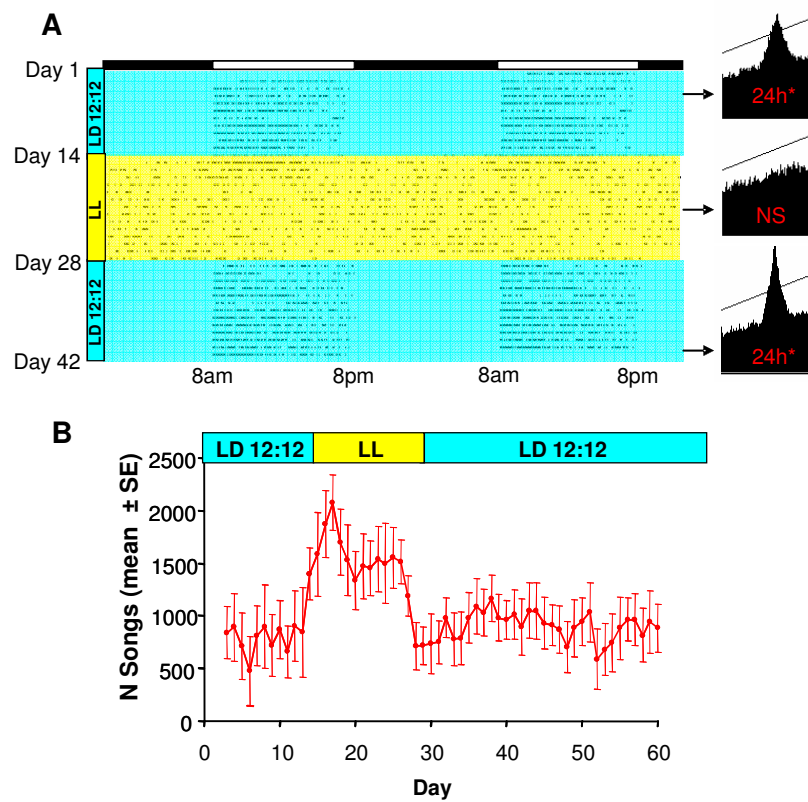 A
Day 1
LD 12:12
24h*
Day 14
LL
NS
Day 28
LD 12:12
24h*
Day 42
8am 8pm 8am 8pm
B
LD 12:12 LL LD 12:12
N Songs (mean ± SE)
2500
2000
1500
1000
500
0
0 10 20 30 40 50 60
Day